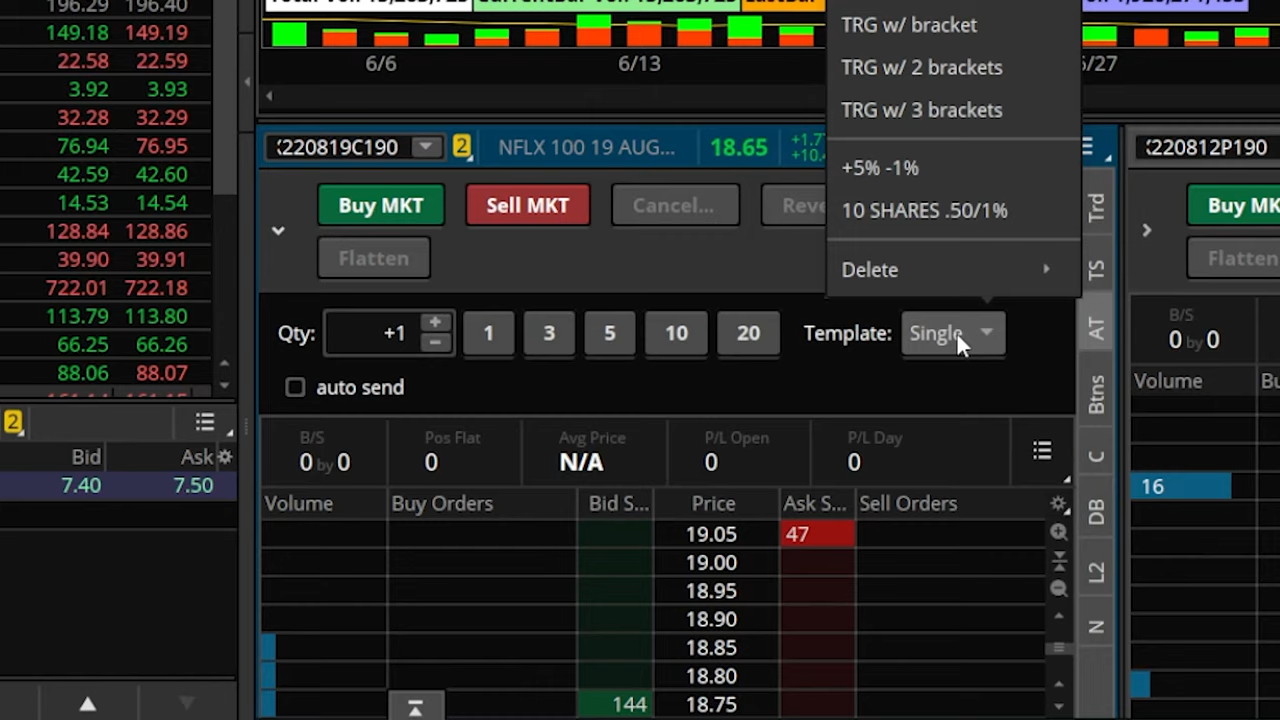 196.29 196.40
149.18 149.19
22.58 22.59
3.92 3.93
32.28 32.29
76.94 76.95
42.59 42.60
14.53 14.54
128.84 128.86
39.90 39.91
722.01 722.18
113.79 113.80
66.25 66.26
88.06 88.07
2
Bid Ask
7.40 7.50
6/6 6/13 6/27
TRG w/ bracket
TRG w/ 2 brackets
TRG w/ 3 brackets
+5% -1%
10 SHARES .50/1%
Delete
220819C190 2 NFLX 100 19 AUG... 18.65
Buy MKT Sell MKT Cancel...
Flatten
Qty: +1 1 3 5 10 20 Template: Single
auto send
B/S Pos Flat Avg Price P/L Open P/L Day
0 by 0 0 N/A 0 0
Volume Buy Orders Bid S... Price Ask S... Sell Orders
19.05 47
19.00
18.95
18.90
18.85
18.80
144 18.75
Trd
TS
AT
Btns
C
DB
L2
N
220812P190
Buy MK
Flatten
B/S
0 by 0
Volume
16